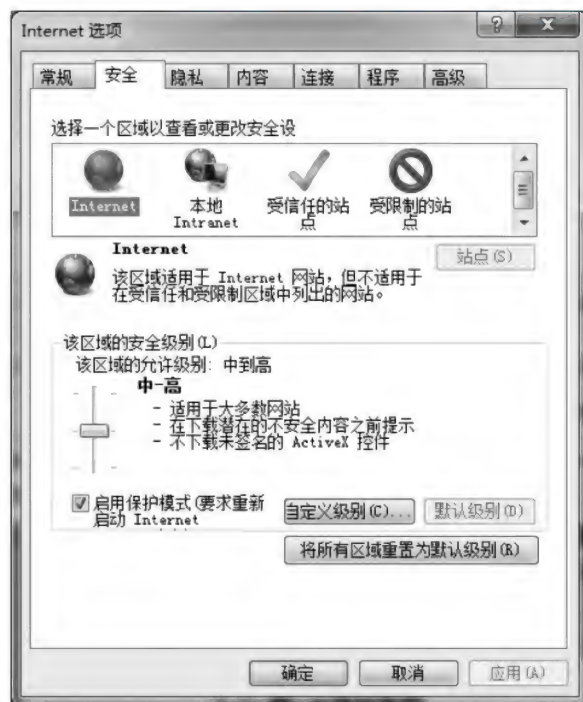 Internet 选项
常规 安全 隐私 内容 连接 程序 高级
选择一个区域以查看或更改安全设
Internet 本地 受信任的站 受限制的站
Intranet 点 点
Internet
站点(S)
该区域适用于 Internet 网站，但不适用于
在受信任和受限制区域中列出的网站。
该区域的安全级别(L)
该区域的允许级别: 中到高
中-高
- 适用于大多数网站
- 在下载潜在的不安全内容之前提示
- 不下载未签名的 ActiveX 控件
启用保护模式(要求重新
启动 Internet
自定义级别(C)... 默认级别(D)
将所有区域重置为默认级别(R)
确定 取消 应用(A)